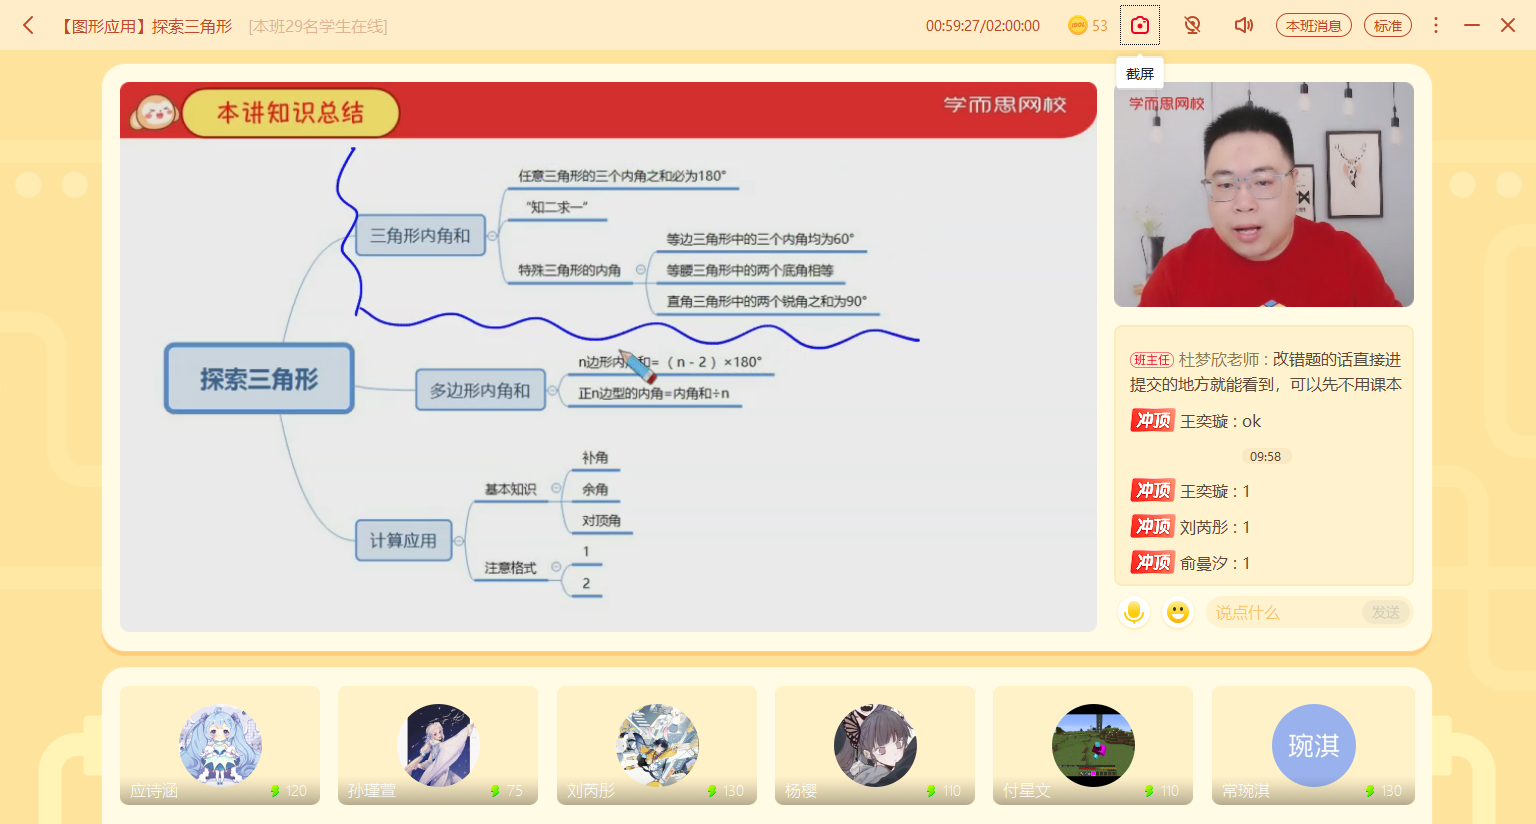 【图形应用】探索三角形 [本班29名学生在线]
00:59:27/02:00:00
53
本班消息
标准
截屏
本讲知识总结
学而思网校
学而思网校
任意三角形的三个内角之和必为180°
“知二求一”
三角形内角和
等边三角形中的三个内角均为60°
特殊三角形的内角
等腰三角形中的两个底角相等
直角三角形中的两个锐角之和为90°
探索三角形
多边形内角和
n边形内角和=（n - 2）×180°
正n边型的内角=内角和÷n
计算应用
基本知识
补角
余角
对顶角
注意格式
1
2
班主任 杜梦欣老师：改错题的话直接进
提交的地方就能看到，可以先不用课本
冲顶 王奕璇：ok
09:58
冲顶 王奕璇：1
冲顶 刘芮彤：1
冲顶 俞曼汐：1
说点什么
发送
应诗涵 120
孙瑾萱 75
刘芮彤 130
杨樱 110
付星文 110
琬淇
常琬淇 130